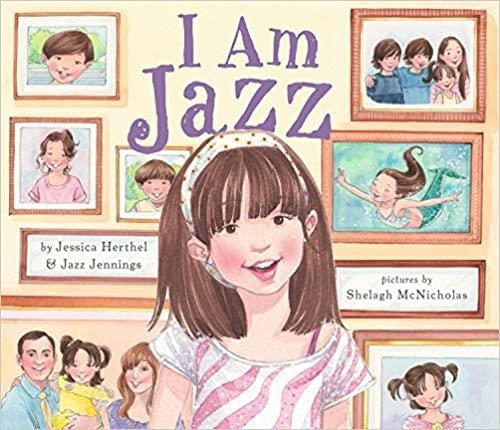 I Am
Jazz
by Jessica Herthel
& Jazz Jennings
pictures by
Shelagh McNicholas